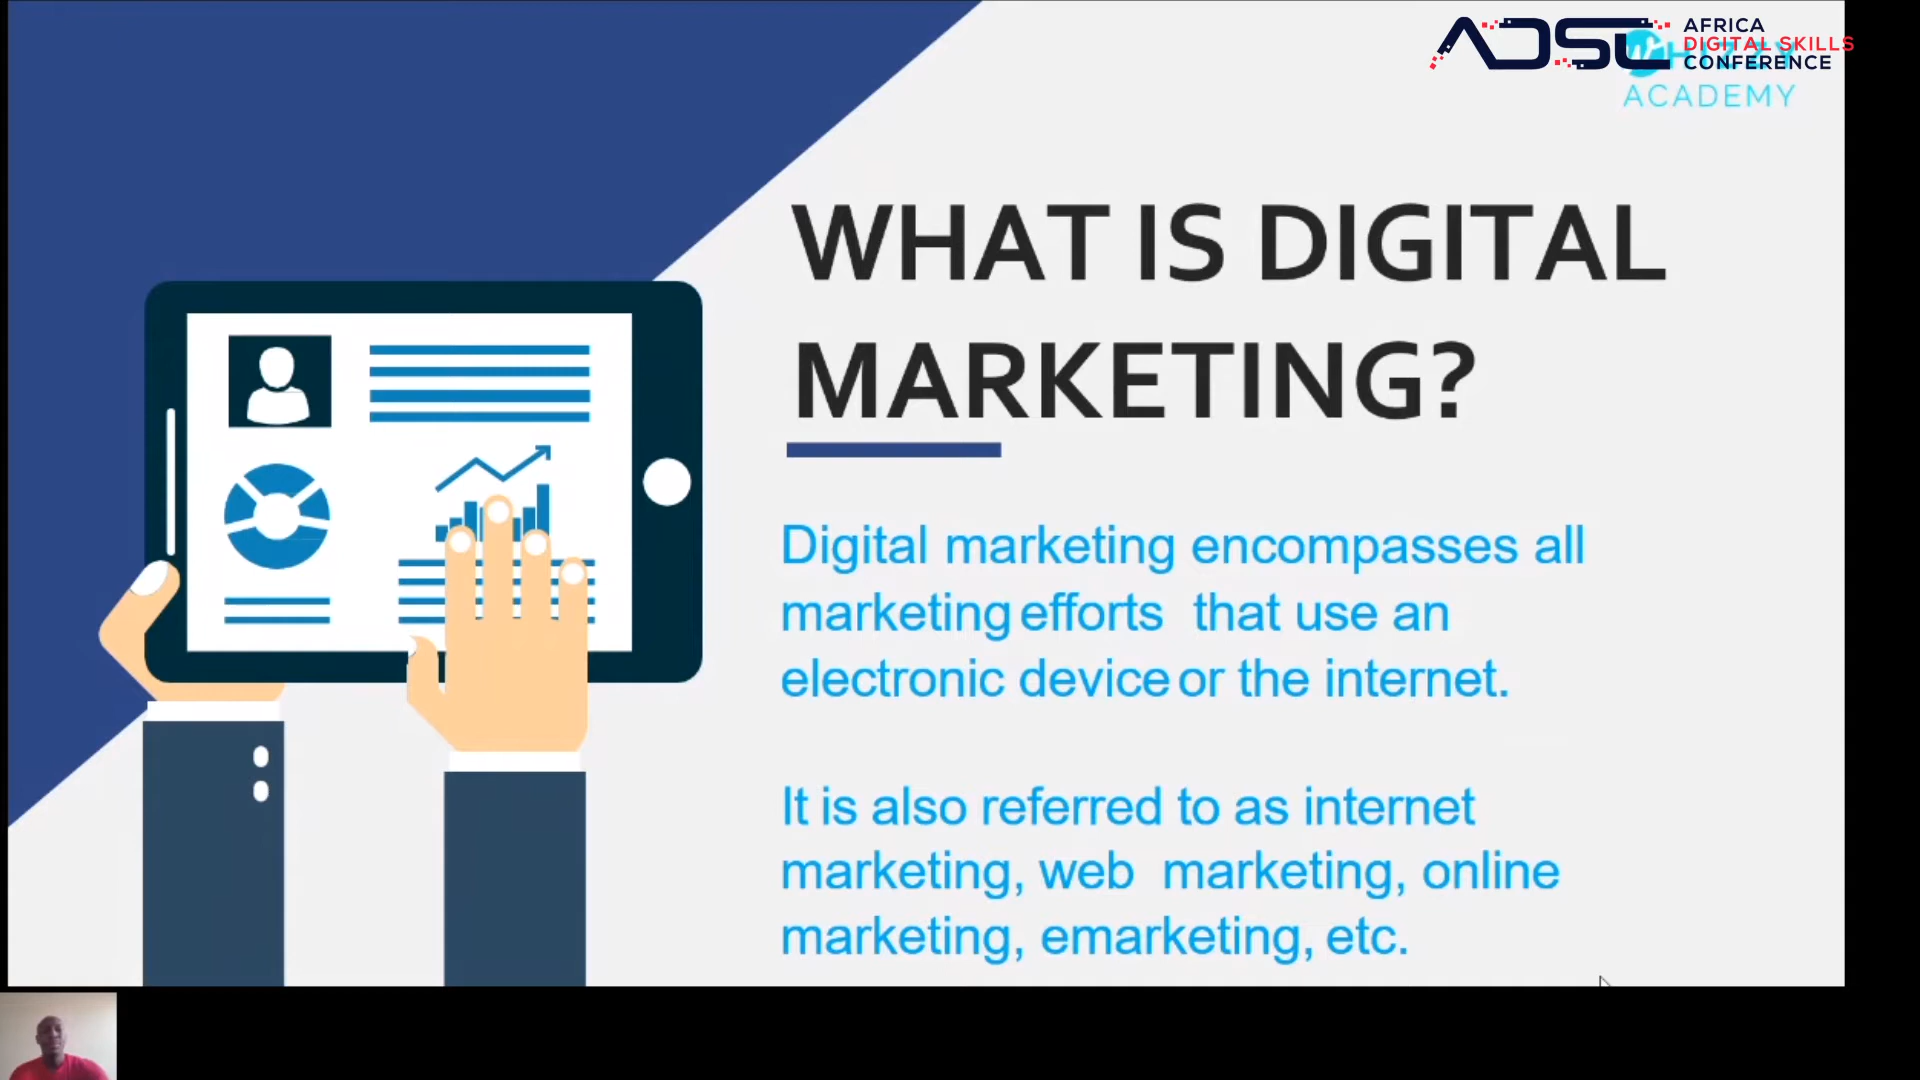 AFRICA
DIGITAL SKILLS
CONFERENCE
ADSC
ACADEMY
WHAT IS DIGITAL
MARKETING?
Digital marketing encompasses all
marketing efforts that use an
electronic device or the internet.
It is also referred to as internet
marketing, web marketing, online
marketing, emarketing, etc.